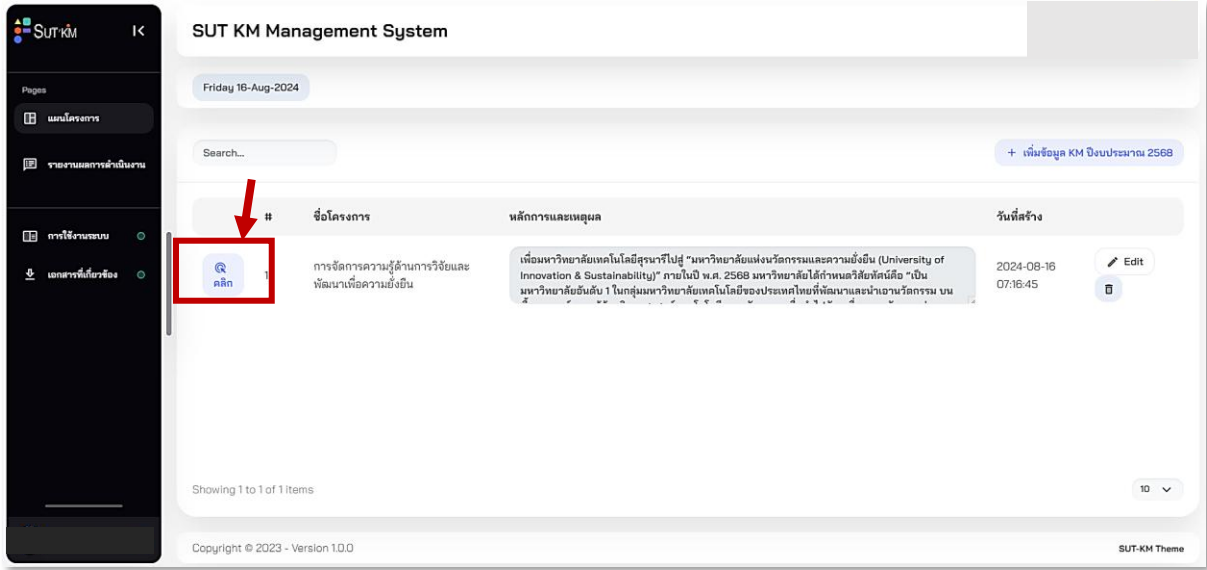 SUT KM
SUT KM Management System
Pages
แผนโครงการ
รายงานผลการดำเนินงาน
การใช้งานระบบ
เอกสารที่เกี่ยวข้อง
Friday 16-Aug-2024
Search...
+ เพิ่มข้อมูล KM ปีงบประมาณ 2568
# ชื่อโครงการ หลักการและเหตุผล วันที่สร้าง
คลิก
1
การจัดการความรู้ด้านการวิจัยและ
พัฒนาเพื่อความยั่งยืน
เพื่อมหาวิทยาลัยเทคโนโลยีสุรนารีไปสู่ “มหาวิทยาลัยแห่งนวัตกรรมและความยั่งยืน (University of
Innovation & Sustainability)” ภายในปี พ.ศ. 2568 มหาวิทยาลัยได้กำหนดวิสัยทัศน์คือ “เป็น
มหาวิทยาลัยอันดับ 1 ในกลุ่มมหาวิทยาลัยเทคโนโลยีของประเทศไทยที่พัฒนาและนำเอานวัตกรรม บน
2024-08-16
07:16:45
Edit
Showing 1 to 1 of 1 items
10
Copyright © 2023 - Version 1.0.0
SUT-KM Theme